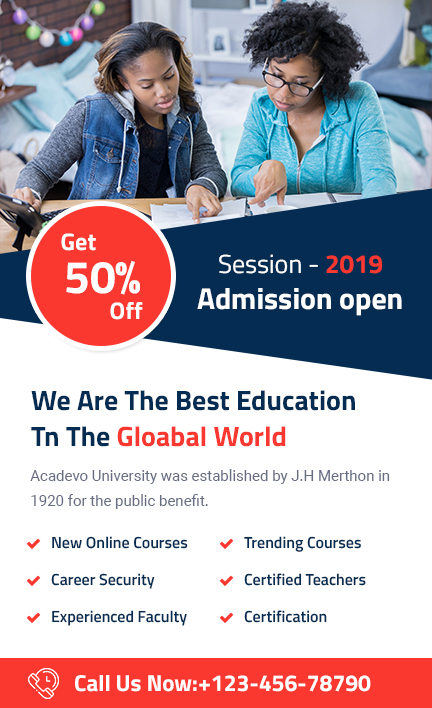 Get
50%
Off
Session - 2019
Admission open
We Are The Best Education
Tn The Gloabal World
Acadevo University was established by J.H Merthon in
1920 for the public benefit.
New Online Courses
Trending Courses
Career Security
Certified Teachers
Experienced Faculty
Certification
Call Us Now:+123-456-78790